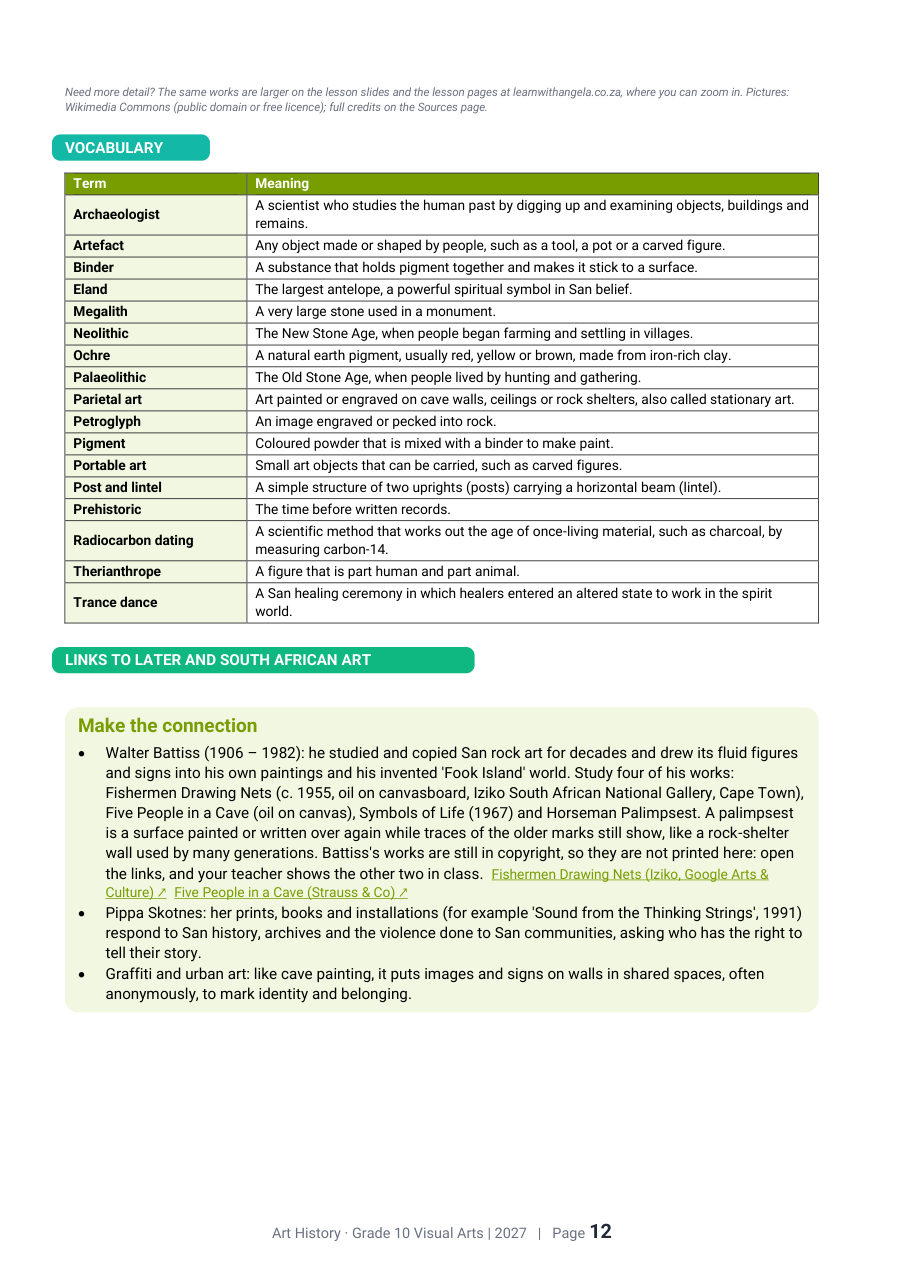 Need more detail? The same works are larger on the lesson slides and the lesson pages at learnwithangela.co.za, where you can zoom in. Pictures:
Wikimedia Commons (public domain or free licence); full credits on the Sources page.
VOCABULARY
Term Meaning
Archaeologist A scientist who studies the human past by digging up and examining objects, buildings and
remains.
Artefact Any object made or shaped by people, such as a tool, a pot or a carved figure.
Binder A substance that holds pigment together and makes it stick to a surface.
Eland The largest antelope, a powerful spiritual symbol in San belief.
Megalith A very large stone used in a monument.
Neolithic The New Stone Age, when people began farming and settling in villages.
Ochre A natural earth pigment, usually red, yellow or brown, made from iron-rich clay.
Palaeolithic The Old Stone Age, when people lived by hunting and gathering.
Parietal art Art painted or engraved on cave walls, ceilings or rock shelters, also called stationary art.
Petroglyph An image engraved or pecked into rock.
Pigment Coloured powder that is mixed with a binder to make paint.
Portable art Small art objects that can be carried, such as carved figures.
Post and lintel A simple structure of two uprights (posts) carrying a horizontal beam (lintel).
Prehistoric The time before written records.
Radiocarbon dating A scientific method that works out the age of once-living material, such as charcoal, by
measuring carbon-14.
Therianthrope A figure that is part human and part animal.
Trance dance A San healing ceremony in which healers entered an altered state to work in the spirit
world.
LINKS TO LATER AND SOUTH AFRICAN ART
Make the connection
• Walter Battiss (1906 – 1982): he studied and copied San rock art for decades and drew its fluid figures
and signs into his own paintings and his invented 'Fook Island' world. Study four of his works:
Fishermen Drawing Nets (c. 1955, oil on canvasboard, Iziko South African National Gallery, Cape Town),
Five People in a Cave (oil on canvas), Symbols of Life (1967) and Horseman Palimpsest. A palimpsest
is a surface painted or written over again while traces of the older marks still show, like a rock-shelter
wall used by many generations. Battiss's works are still in copyright, so they are not printed here: open
the links, and your teacher shows the other two in class. Fishermen Drawing Nets (Iziko, Google Arts &
Culture) ↗ Five People in a Cave (Strauss & Co) ↗
• Pippa Skotnes: her prints, books and installations (for example 'Sound from the Thinking Strings', 1991)
respond to San history, archives and the violence done to San communities, asking who has the right to
tell their story.
• Graffiti and urban art: like cave painting, it puts images and signs on walls in shared spaces, often
anonymously, to mark identity and belonging.
Art History · Grade 10 Visual Arts | 2027 | Page 12